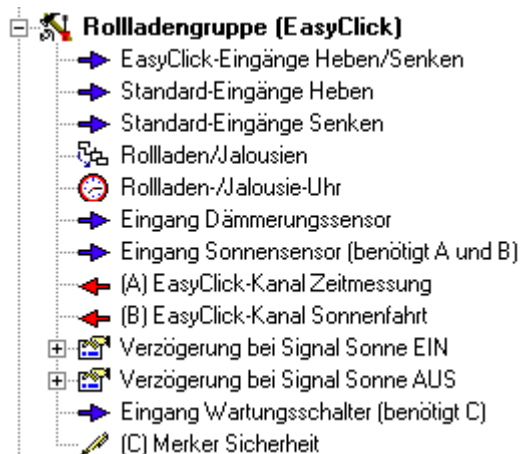 Rollladengruppe (EasyClick)
EasyClick-Eingänge Heben/Senken
Standard-Eingänge Heben
Standard-Eingänge Senken
Rollladen/Jalousien
Rollladen-/Jalousie-Uhr
Eingang Dämmerungssensor
Eingang Sonnensensor (benötigt A und B)
(A) EasyClick-Kanal Zeitmessung
(B) EasyClick-Kanal Sonnenfahrt
Verzögerung bei Signal Sonne EIN
Verzögerung bei Signal Sonne AUS
Eingang Wartungsschalter (benötigt C)
(C) Merker Sicherheit